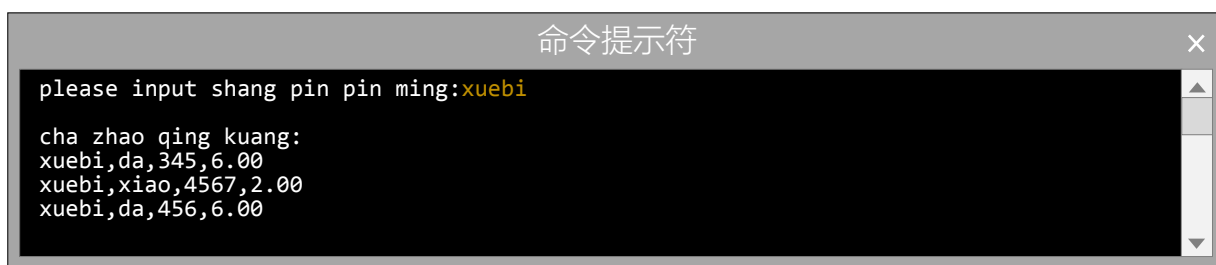 命令提示符
please input shang pin pin ming:xuebi
cha zhao qing kuang:
xuebi,da,345,6.00
xuebi,xiao,4567,2.00
xuebi,da,456,6.00